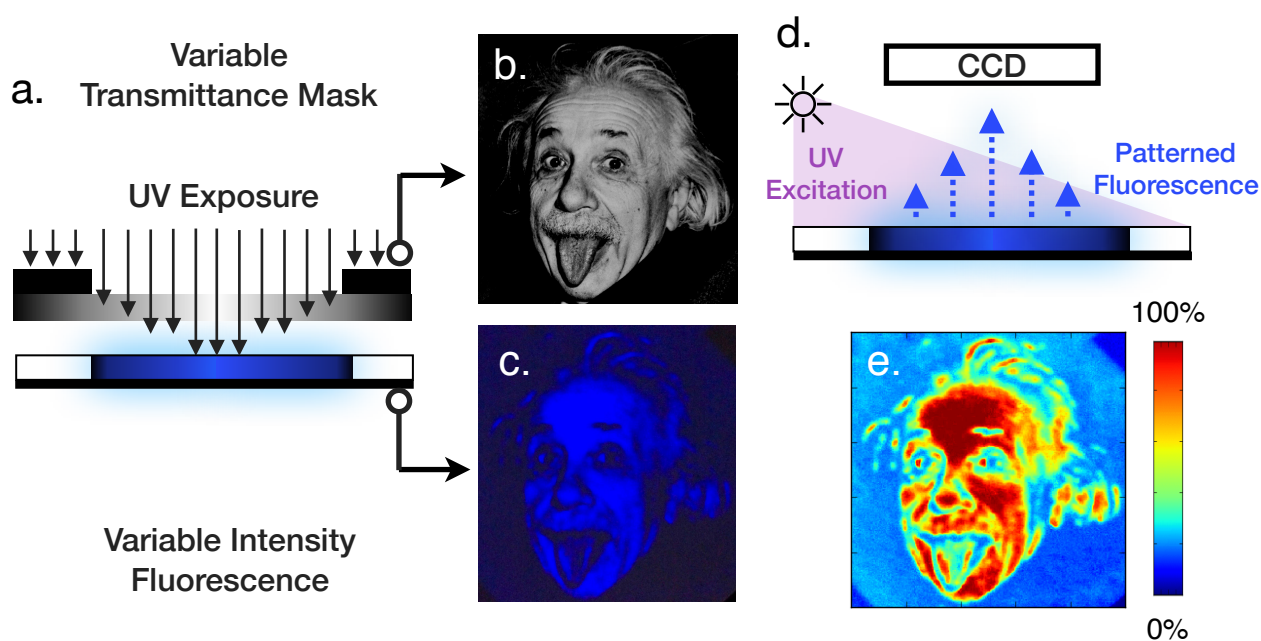 a.
Variable
Transmittance Mask
UV Exposure
Variable Intensity
Fluorescence
b.
c.
d.
CCD
UV
Excitation
Patterned
Fluorescence
e.
100%
0%